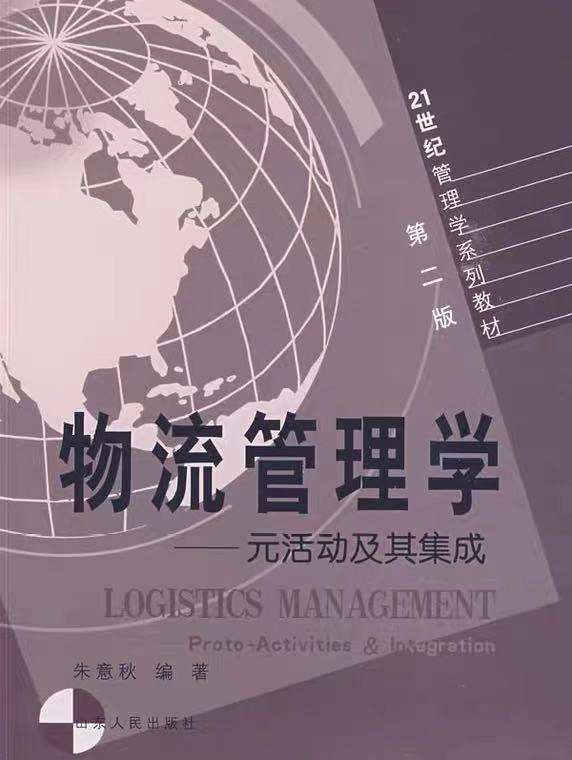 21世纪管理学系列教材
第二版
物流管理学
——元活动及其集成
LOGISTICS MANAGEMENT
Proto-Activities & Integration
朱意秋 编著
山东人民出版社